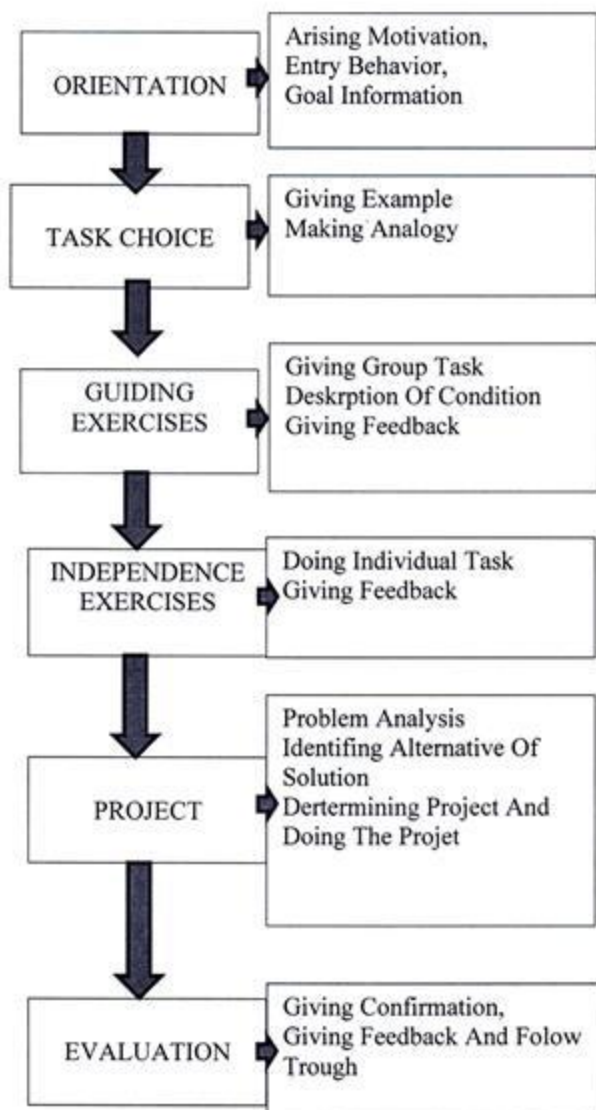 ORIENTATION
Arising Motivation,
Entry Behavior,
Goal Information
TASK CHOICE
Giving Example
Making Analogy
GUIDING
EXERCISES
Giving Group Task
Deskrption Of Condition
Giving Feedback
INDEPENDENCE
EXERCISES
Doing Individual Task
Giving Feedback
PROJECT
Problem Analysis
Identifing Alternative Of
Solution
Dertermining Project And
Doing The Projet
EVALUATION
Giving Confirmation,
Giving Feedback And Folow
Trough